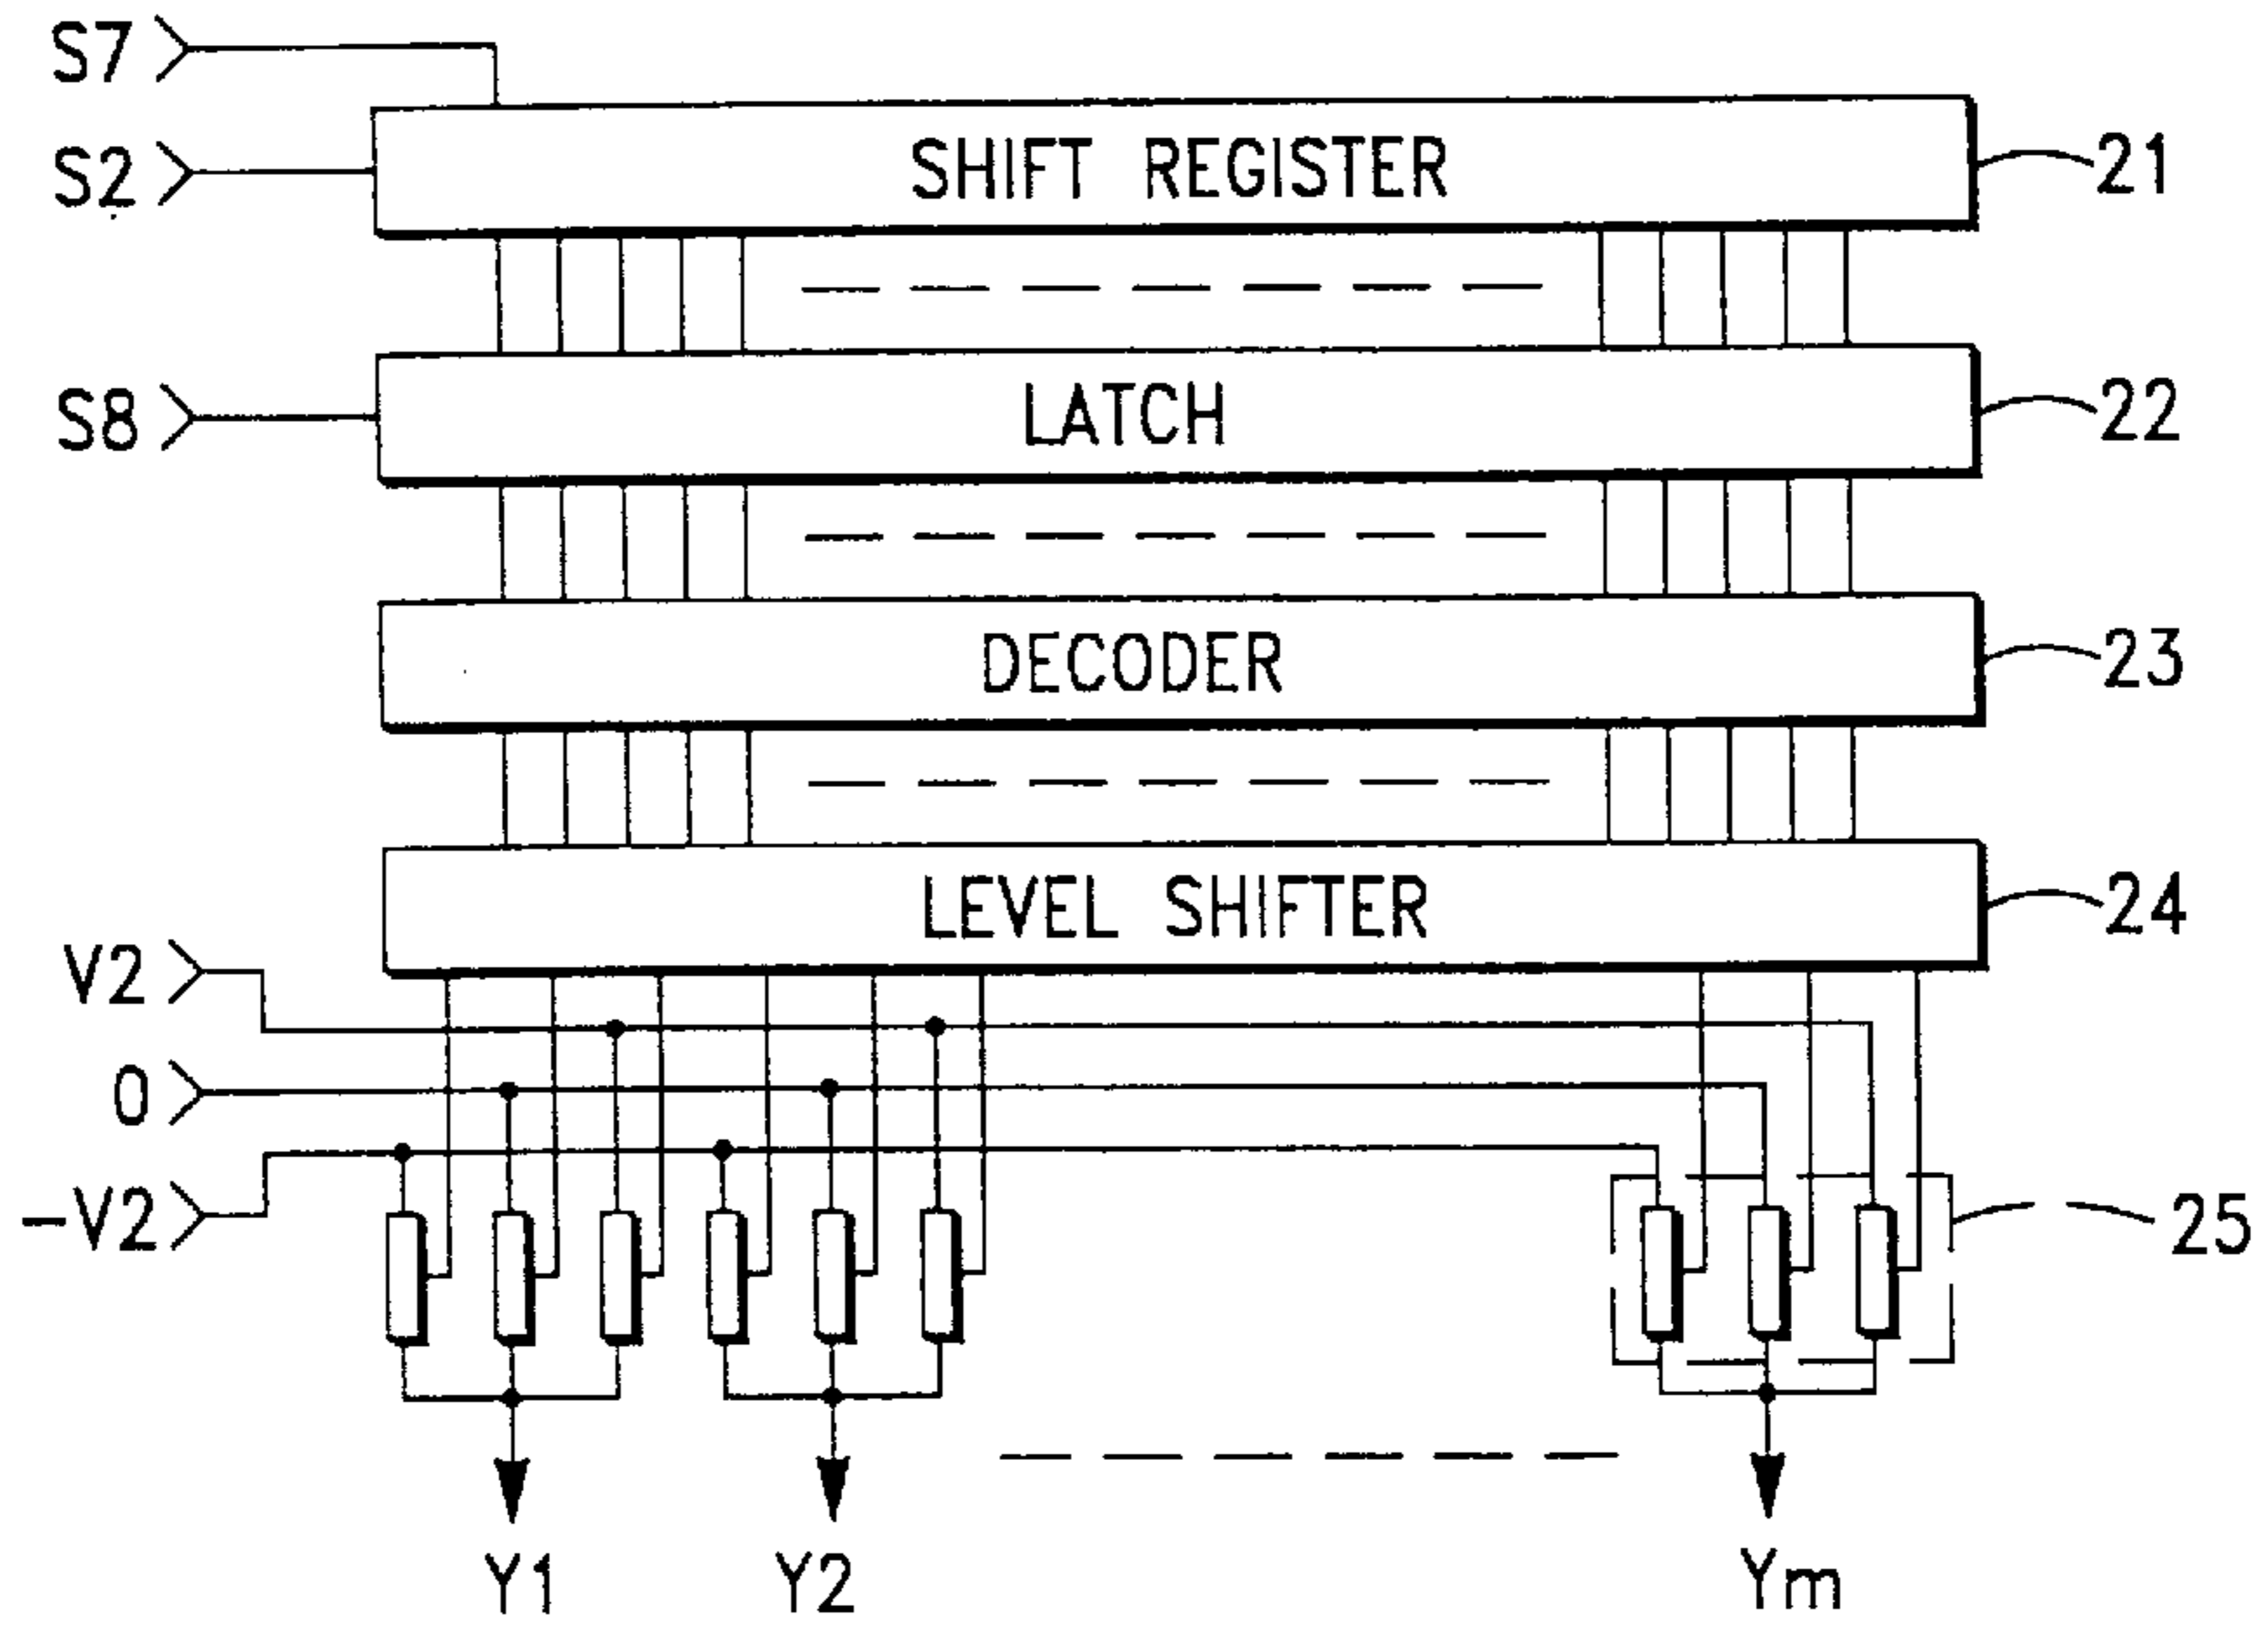 S7
S2
SHIFT REGISTER
21
S8
LATCH
22
DECODER
23
LEVEL SHIFTER
24
V2
0
-V2
25
Y1
Y2
Ym